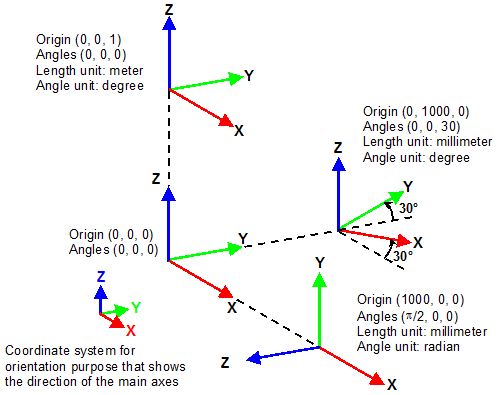 Z
Origin (0, 0, 1)
Angles (0, 0, 0)
Length unit: meter
Angle unit: degree
Y
X
Origin (0, 1000, 0)
Angles (0, 0, 30)
Length unit: millimeter
Angle unit: degree
Z
Y
30°
X
30°
Z
Origin (0, 0, 0)
Angles (0, 0, 0)
Y
X
Z
Y
X
Coordinate system for
orientation purpose that shows
the direction of the main axes
Y
Z
X
Origin (1000, 0, 0)
Angles (π/2, 0, 0)
Length unit: millimeter
Angle unit: radian